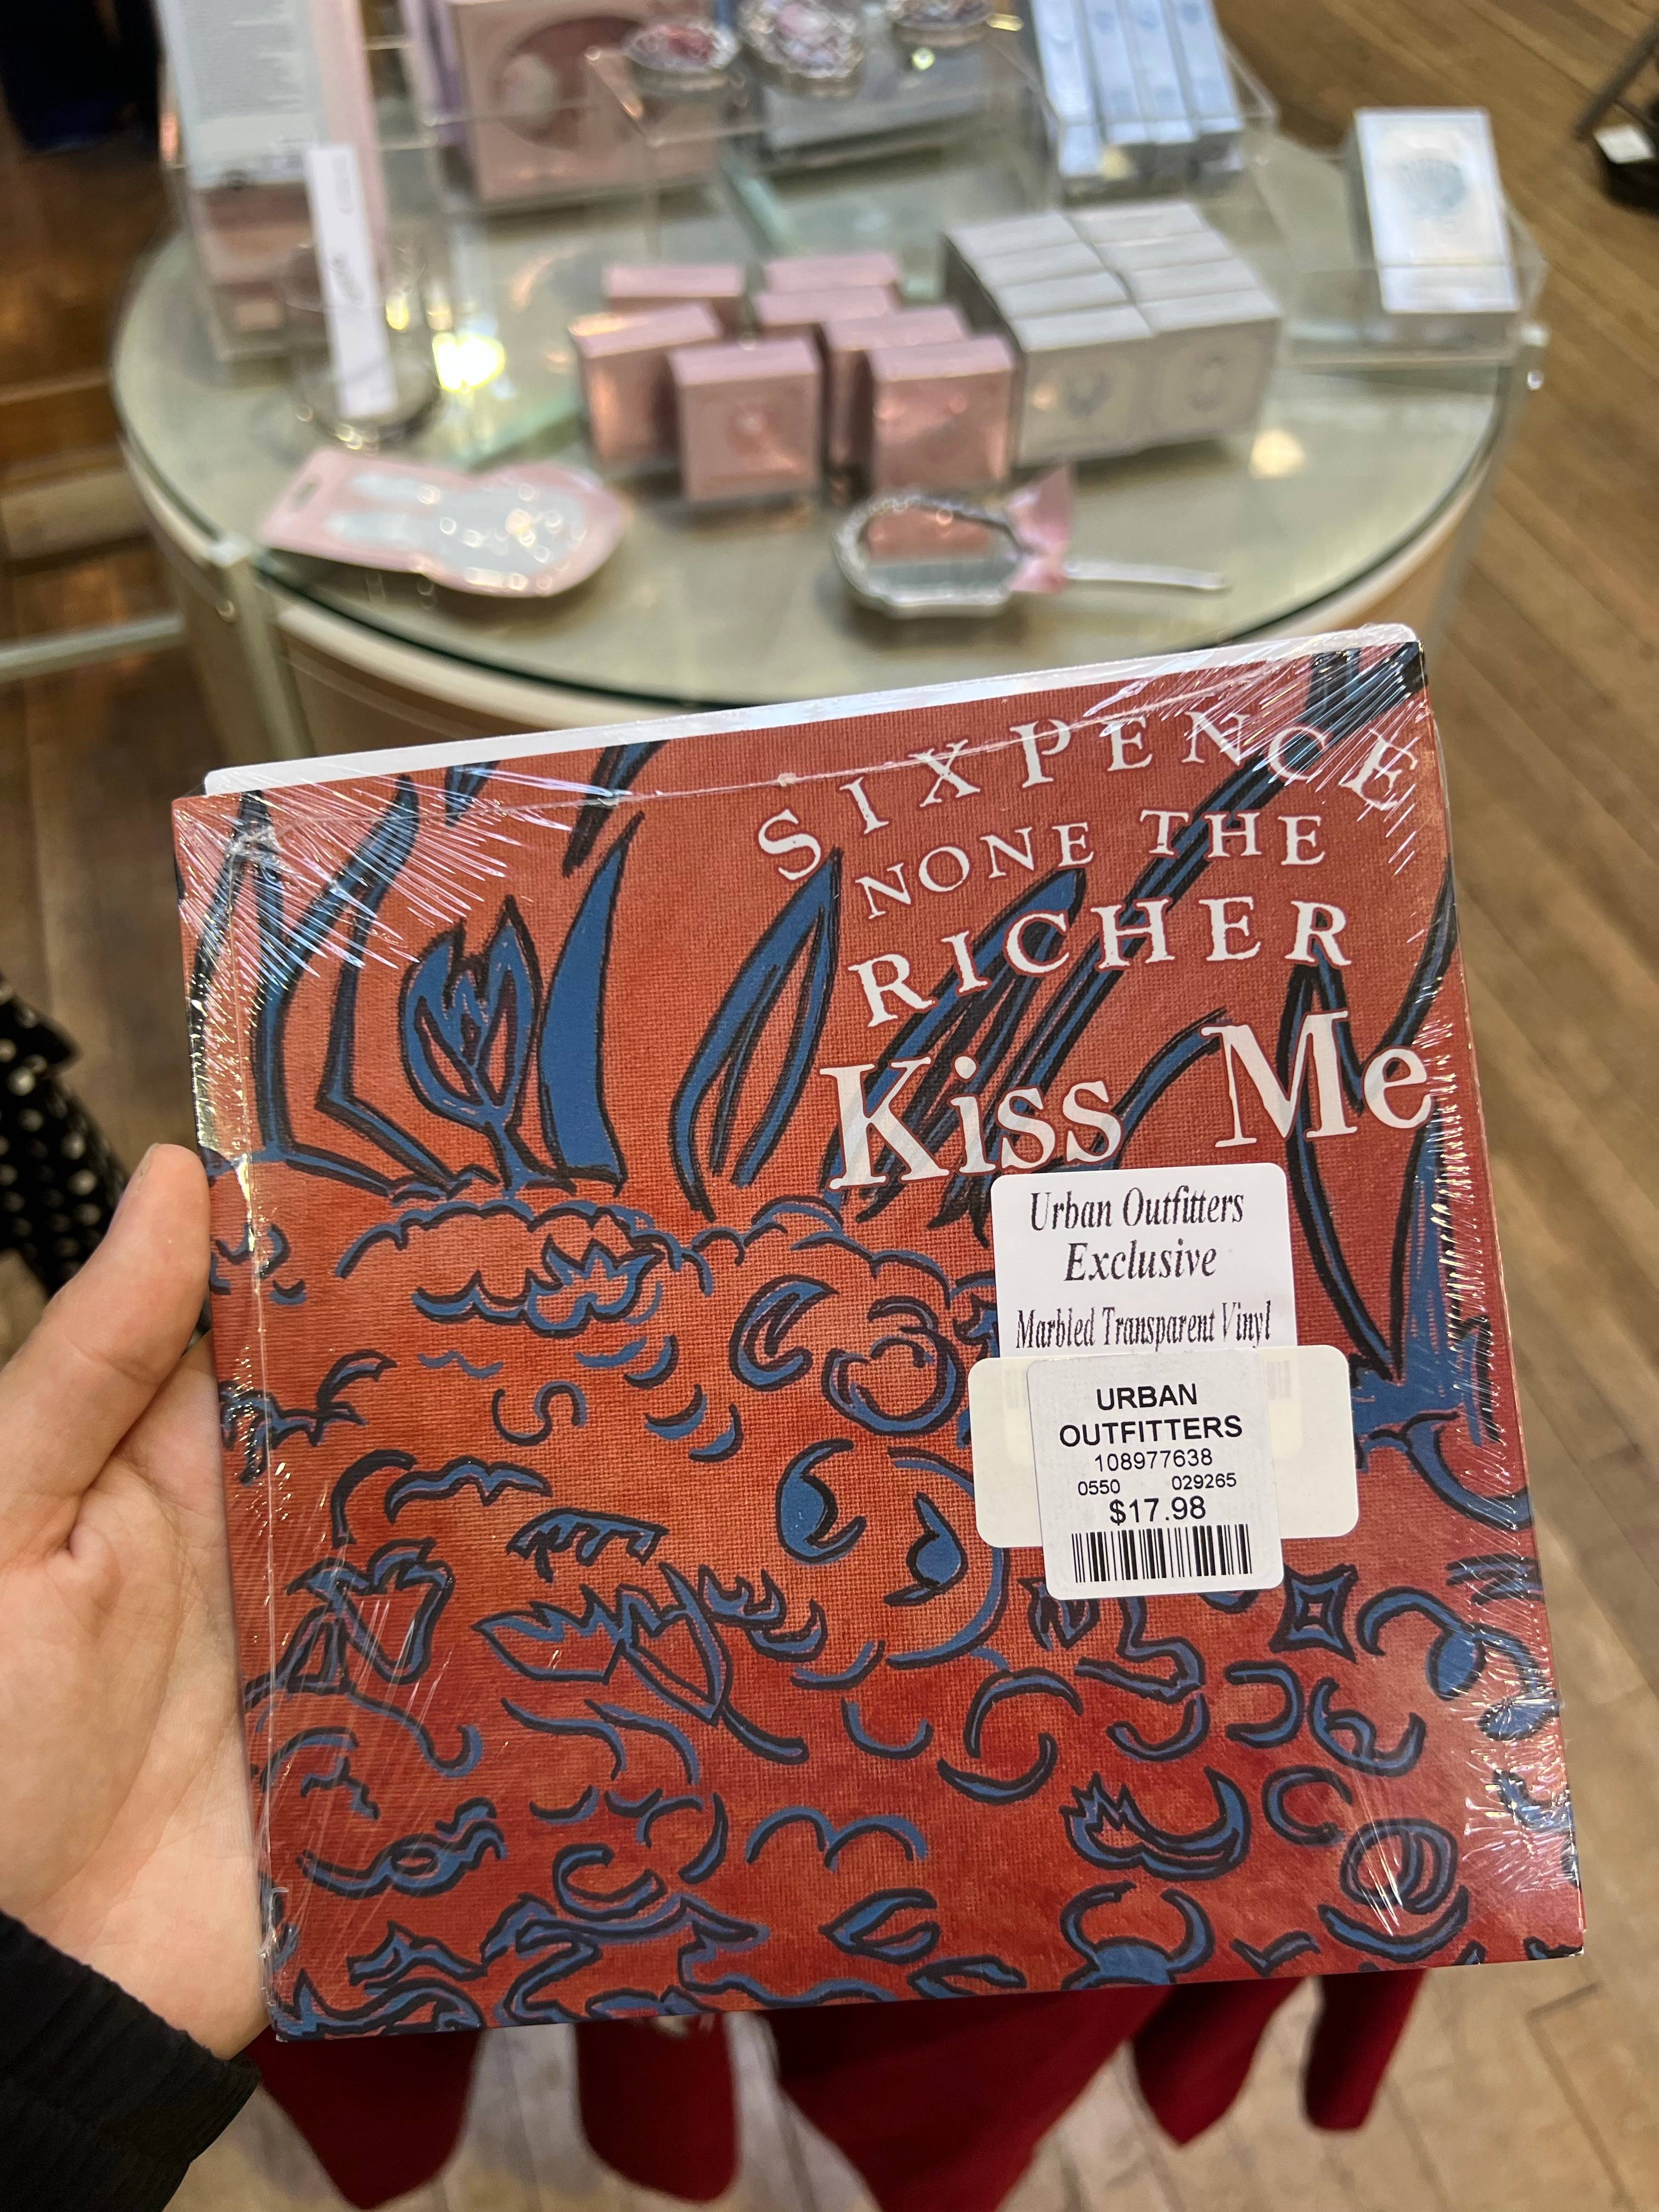 SIXPENCE
NONE THE
RICHER
Kiss Me
Urban Outfitters
Exclusive
Marbled Transparent Vinyl
URBAN
OUTFITTERS
108977638
0550 029265
$17.98